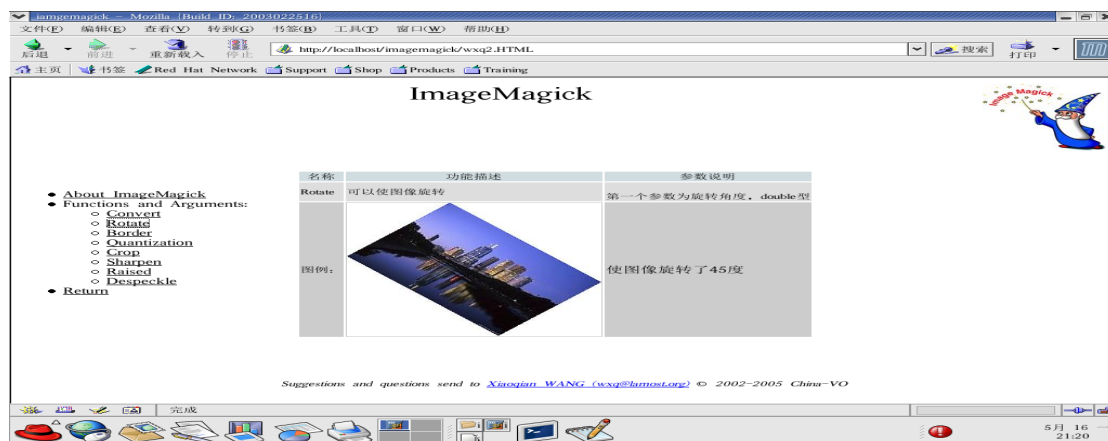 iamgemagick - Mozilla {Build ID: 2003022516}
文件(F) 编辑(E) 查看(V) 转到(G) 书签(B) 工具(T) 窗口(W) 帮助(H)
后退 前进 重新载入 停止 http://localhost/imagemagick/wxq2.HTML 搜索 打印
主页 书签 Red Hat Network Support Shop Products Training
ImageMagick
Image Magick
名称 功能描述 参数说明
Rotate 可以使图像旋转 第一个参数为旋转角度，double型
About ImageMagick
Functions and Arguments:
Convert
Rotate
Border
Quantization
Crop
Sharpen
Raised
Despeckle
Return
图例： 使图像旋转了45度
Suggestions and questions send to Xiaoqian WANG (wxq@lamost.org) © 2002-2005 China-VO
完成
5月 16
21:20